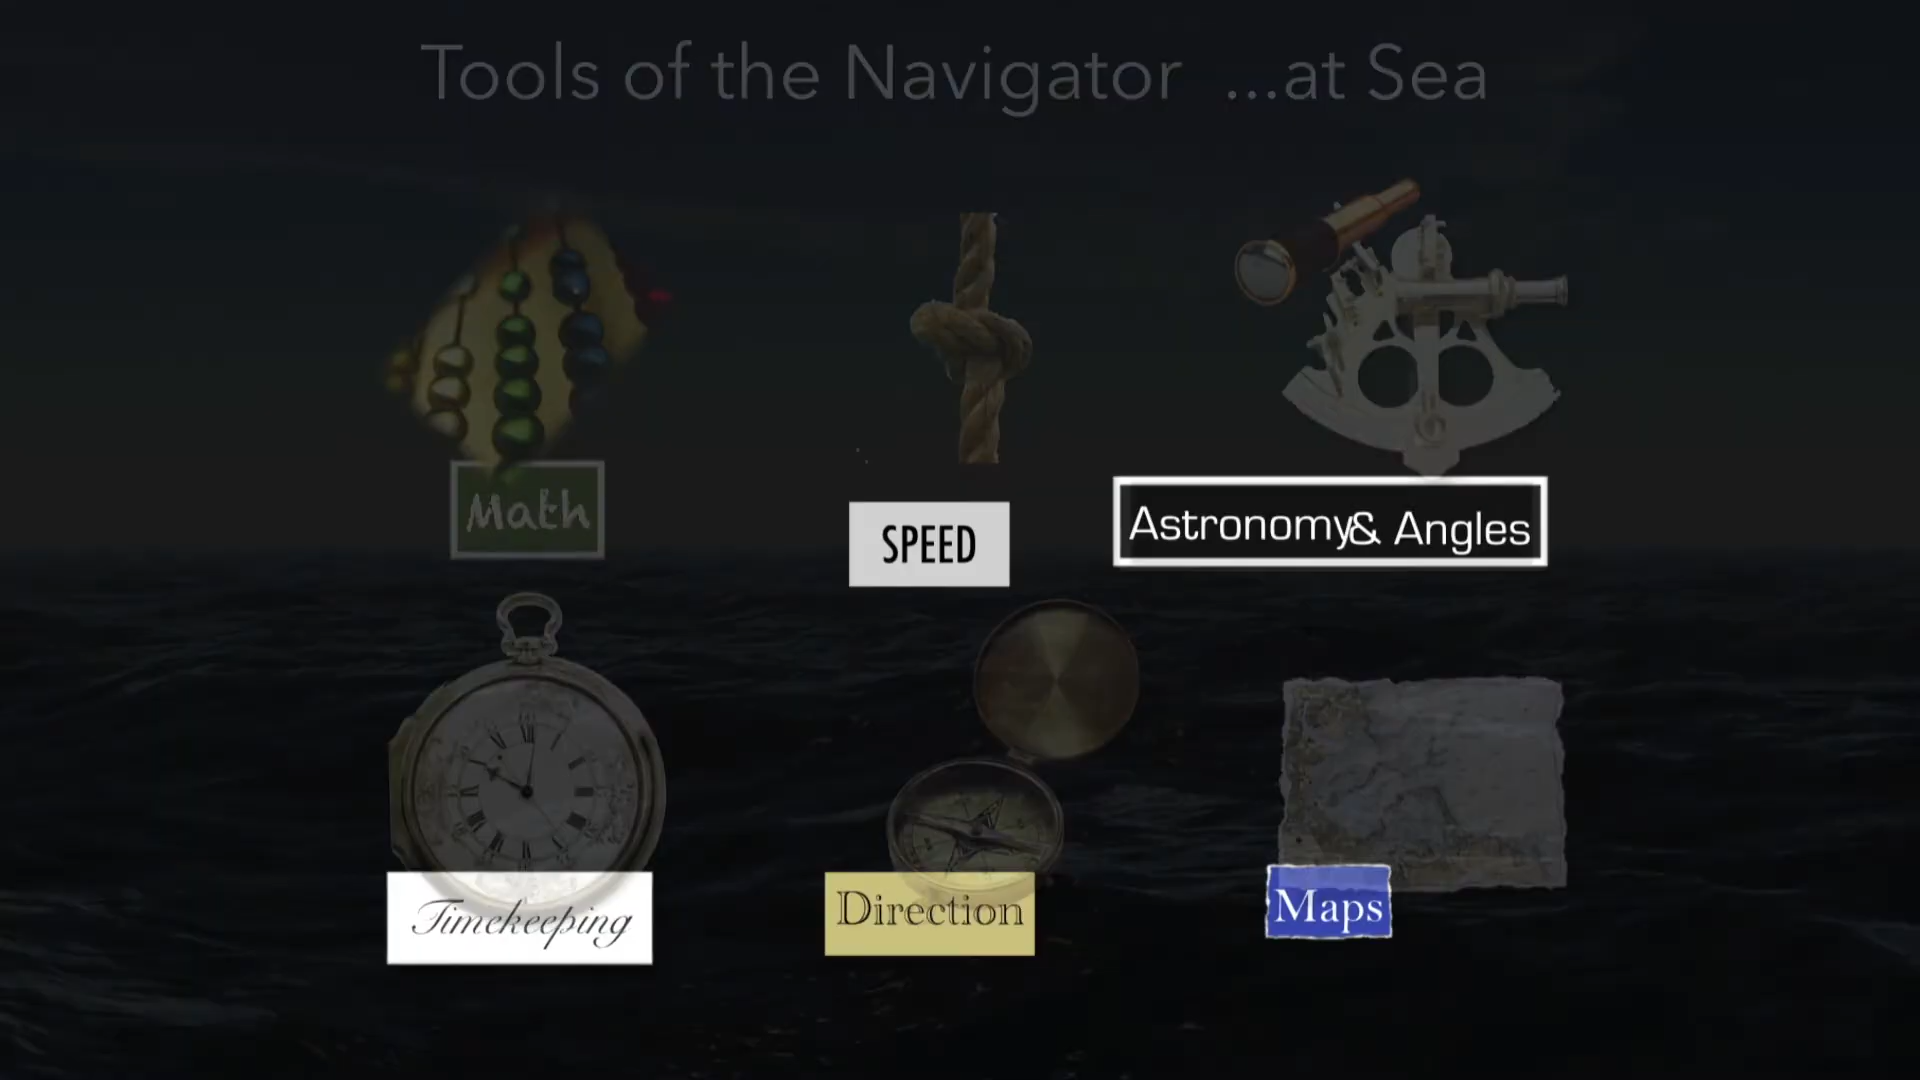 Tools of the Navigator ...at Sea
Math
SPEED
Astronomy & Angles
Timekeeping
Direction
Maps